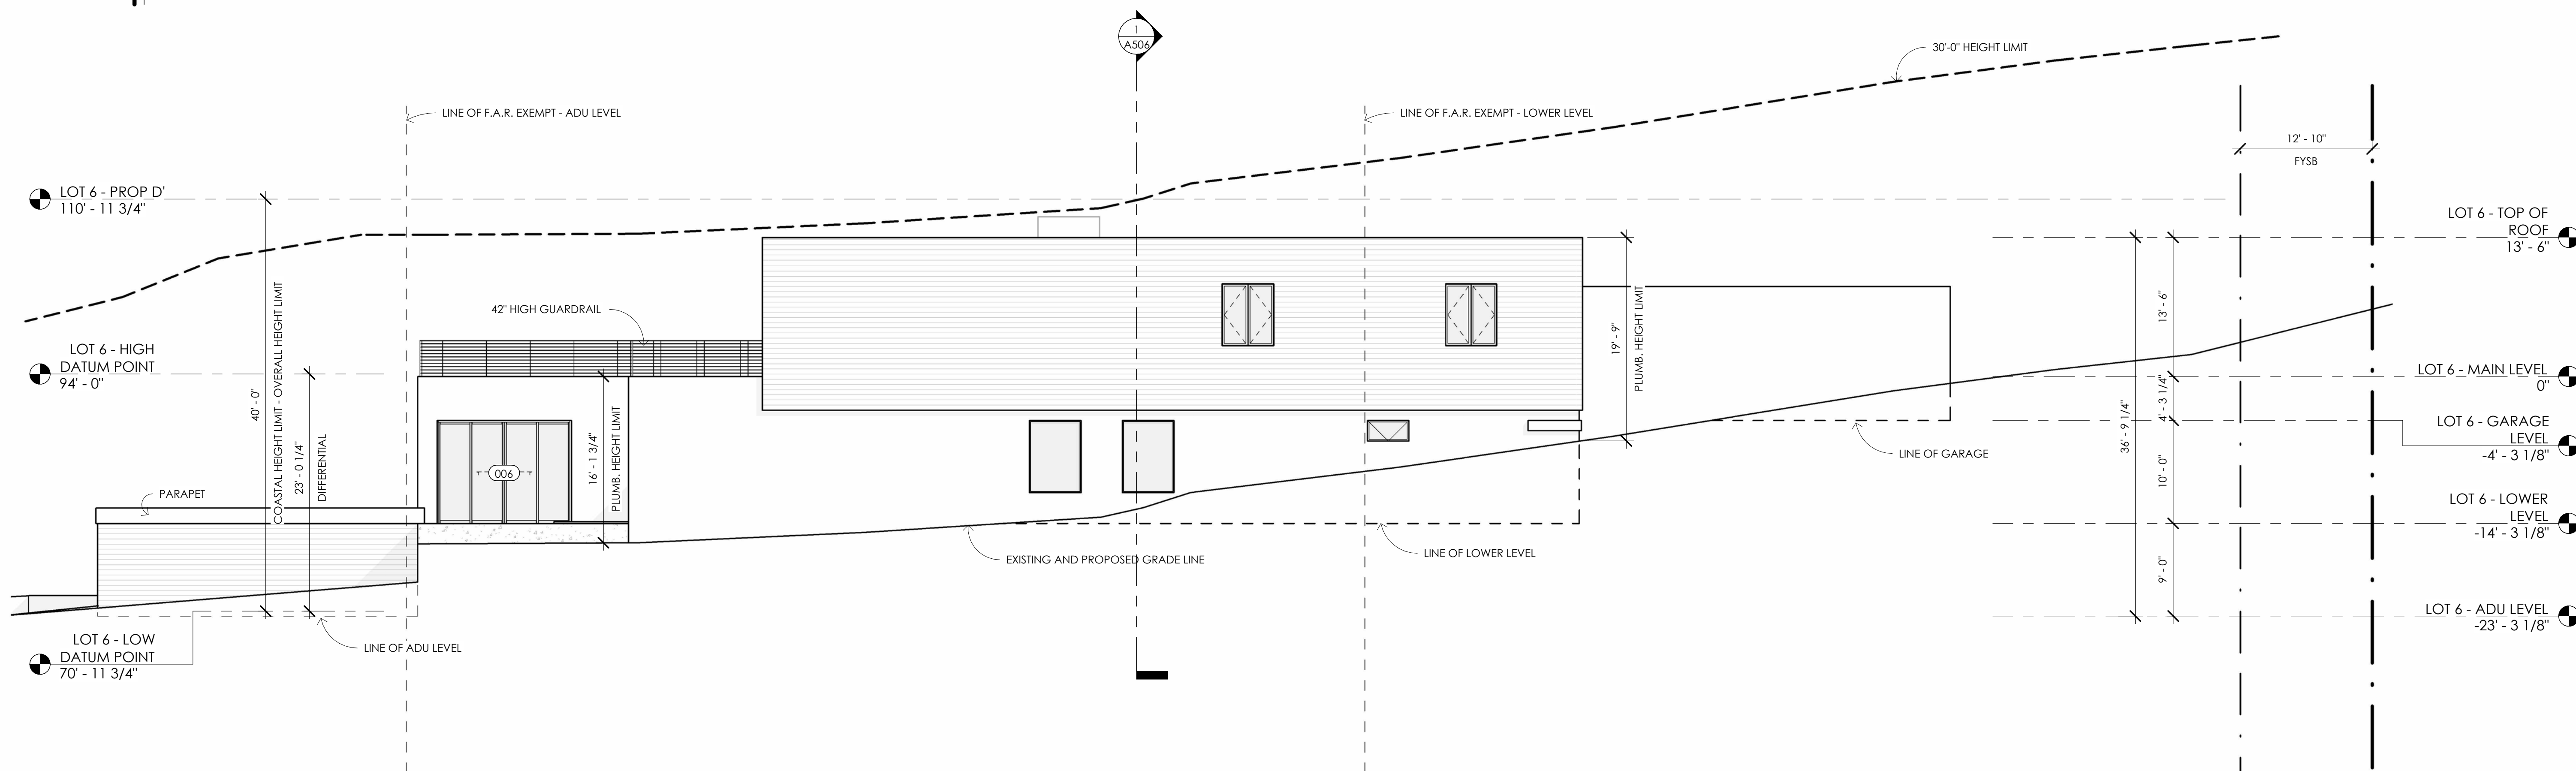 1
A506
30'-0" HEIGHT LIMIT
LINE OF F.A.R. EXEMPT - ADU LEVEL
LINE OF F.A.R. EXEMPT - LOWER LEVEL
12' - 10"
FYSB
LOT 6 - PROP D'
110' - 11 3/4"
LOT 6 - TOP OF
ROOF
13' - 6"
42" HIGH GUARDRAIL
LOT 6 - HIGH
DATUM POINT
94' - 0"
40' - 0"
COASTAL HEIGHT LIMIT - OVERALL HEIGHT LIMIT
23' - 0 1/4"
DIFFERENTIAL
16' - 1 3/4"
PLUMB. HEIGHT LIMIT
19' - 9"
PLUMB. HEIGHT LIMIT
36' - 9 1/4"
13' - 6"
4' - 3 1/4"
10' - 0"
9' - 0"
LOT 6 - MAIN LEVEL
0"
LOT 6 - GARAGE
LEVEL
-4' - 3 1/8"
LINE OF GARAGE
006
PARAPET
LOT 6 - LOWER
LEVEL
-14' - 3 1/8"
EXISTING AND PROPOSED GRADE LINE
LINE OF LOWER LEVEL
LOT 6 - ADU LEVEL
-23' - 3 1/8"
LOT 6 - LOW
DATUM POINT
70' - 11 3/4"
LINE OF ADU LEVEL